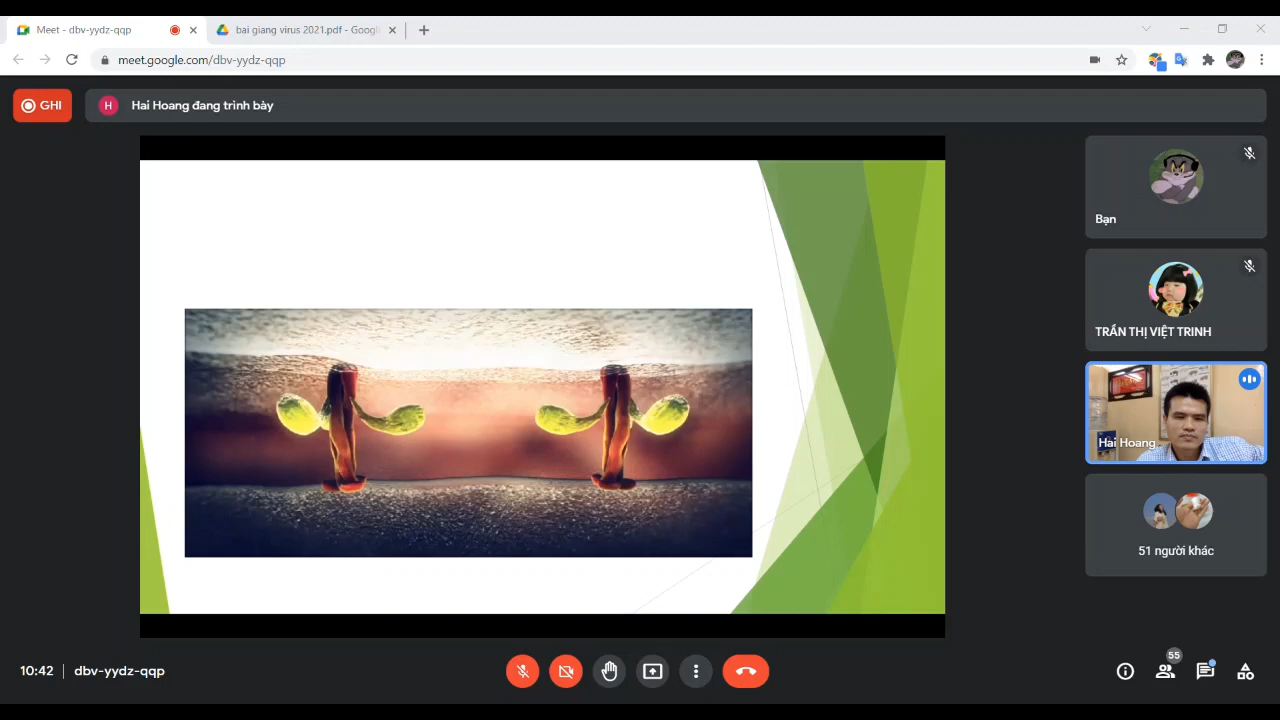 Meet - dbv-yydz-qqp
bai giang virus 2021.pdf - Googl
meet.google.com/dbv-yydz-qqp
GHI
H
Hai Hoang đang trình bày
Bạn
TRẦN THỊ VIỆT TRINH
Hai Hoang
51 người khác
10:42
dbv-yydz-qqp
55